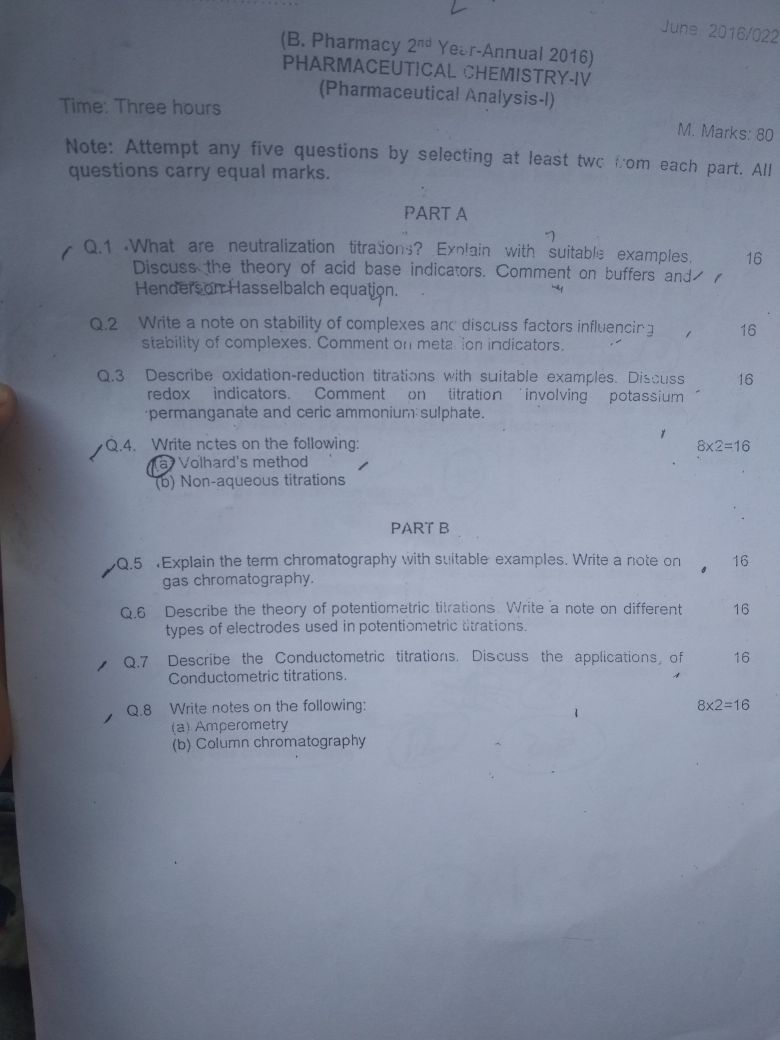 June, 2016/022
(B. Pharmacy 2nd Year-Annual 2016)
PHARMACEUTICAL CHEMISTRY-IV
(Pharmaceutical Analysis-I)
Time: Three hours
M. Marks: 80
Note: Attempt any five questions by selecting at least two from each part. All
questions carry equal marks.
PART A
Q.1 What are neutralization titrations? Explain with suitable examples. 16
Discuss the theory of acid base indicators. Comment on buffers and
Henderson-Hasselbalch equation.
Q.2 Write a note on stability of complexes and discuss factors influencing 16
stability of complexes. Comment on metal ion indicators.
Q.3 Describe oxidation-reduction titrations with suitable examples. Discuss 16
redox indicators. Comment on titration involving potassium
permanganate and ceric ammonium sulphate.
Q.4. Write notes on the following: 8x2=16
(a) Volhard's method
(b) Non-aqueous titrations
PART B
Q.5 Explain the term chromatography with suitable examples. Write a note on 16
gas chromatography.
Q.6 Describe the theory of potentiometric titrations. Write a note on different 16
types of electrodes used in potentiometric titrations.
Q.7 Describe the Conductometric titrations. Discuss the applications, of 16
Conductometric titrations.
Q.8 Write notes on the following: 8x2=16
(a) Amperometry
(b) Column chromatography